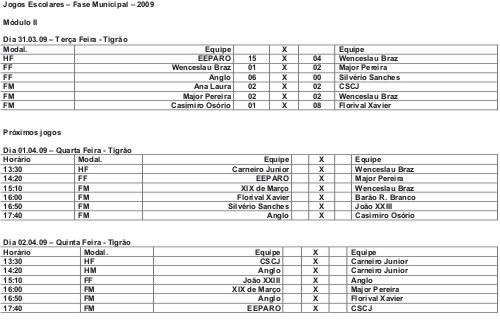 Jogos Escolares – Fase Municipal – 2009
Módulo II
Dia 31.03.09 – Terça Feira - Tigrão
Modal. Equipe X Equipe
HF EEPARO 15 X 04 Wenceslau Braz
FF Wenceslau Braz 01 X 02 Major Pereira
FF Anglo 06 X 00 Silvério Sanches
FM Ana Laura 02 X 02 CSCJ
FM Major Pereira 02 X 02 Wenceslau Braz
FM Casimiro Osório 01 X 08 Florival Xavier
Próximos jogos
Dia 01.04.09 – Quarta Feira - Tigrão
Horário Modal. Equipe X Equipe
13:30 HF Carneiro Junior X Wenceslau Braz
14:20 FF EEPARO X Major Pereira
15:10 FM XIX de Março X Wenceslau Braz
16:00 FM Florival Xavier X Barão R. Branco
16:50 FM Silvério Sanches X João XXIII
17:40 FM Anglo X Casimiro Osório
Dia 02.04.09 – Quinta Feira - Tigrão
Horário Modal. Equipe X Equipe
13:30 HF CSCJ X Carneiro Junior
14:20 HM Anglo X Carneiro Junior
15:10 FF João XXIII X Anglo
16:00 FM XIX de Março X Major Pereira
16:50 FM Anglo X Florival Xavier
17:40 FM EEPARO X CSCJ